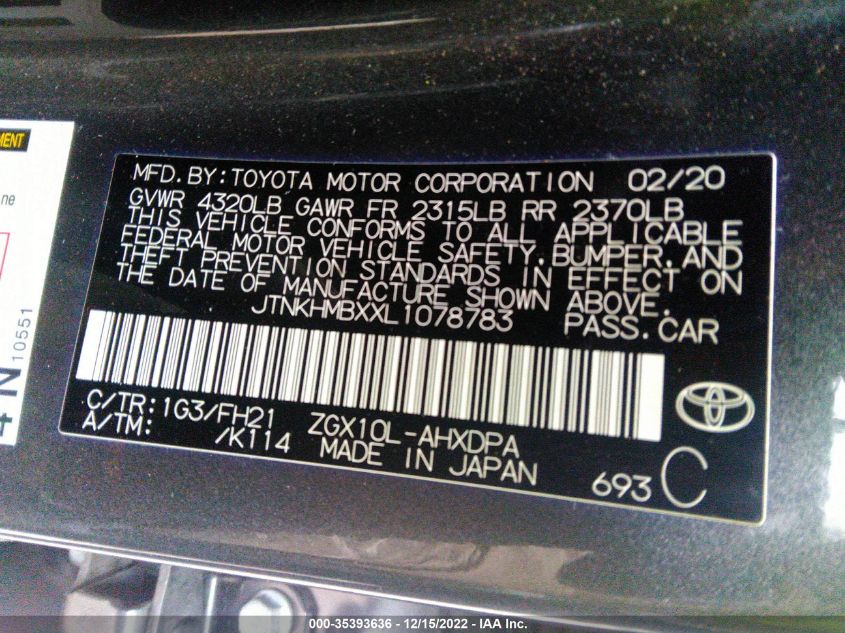 MENT
ne
10551
N
MFD. BY: TOYOTA MOTOR CORPORATION 02/20
GVWR 4320LB GAWR FR 2315LB RR 2370LB
THIS VEHICLE CONFORMS TO ALL APPLICABLE
FEDERAL MOTOR VEHICLE SAFETY, BUMPER, AND
THEFT PREVENTION STANDARDS IN EFFECT ON
THE DATE OF MANUFACTURE SHOWN ABOVE.
JTNKHMBXXL1078783 PASS.CAR
C/TR: 1G3/FH21 ZGX10L-AHXDPA
A/TM: /K114 MADE IN JAPAN
693 C
000-35393636 - 12/15/2022 - IAA Inc.